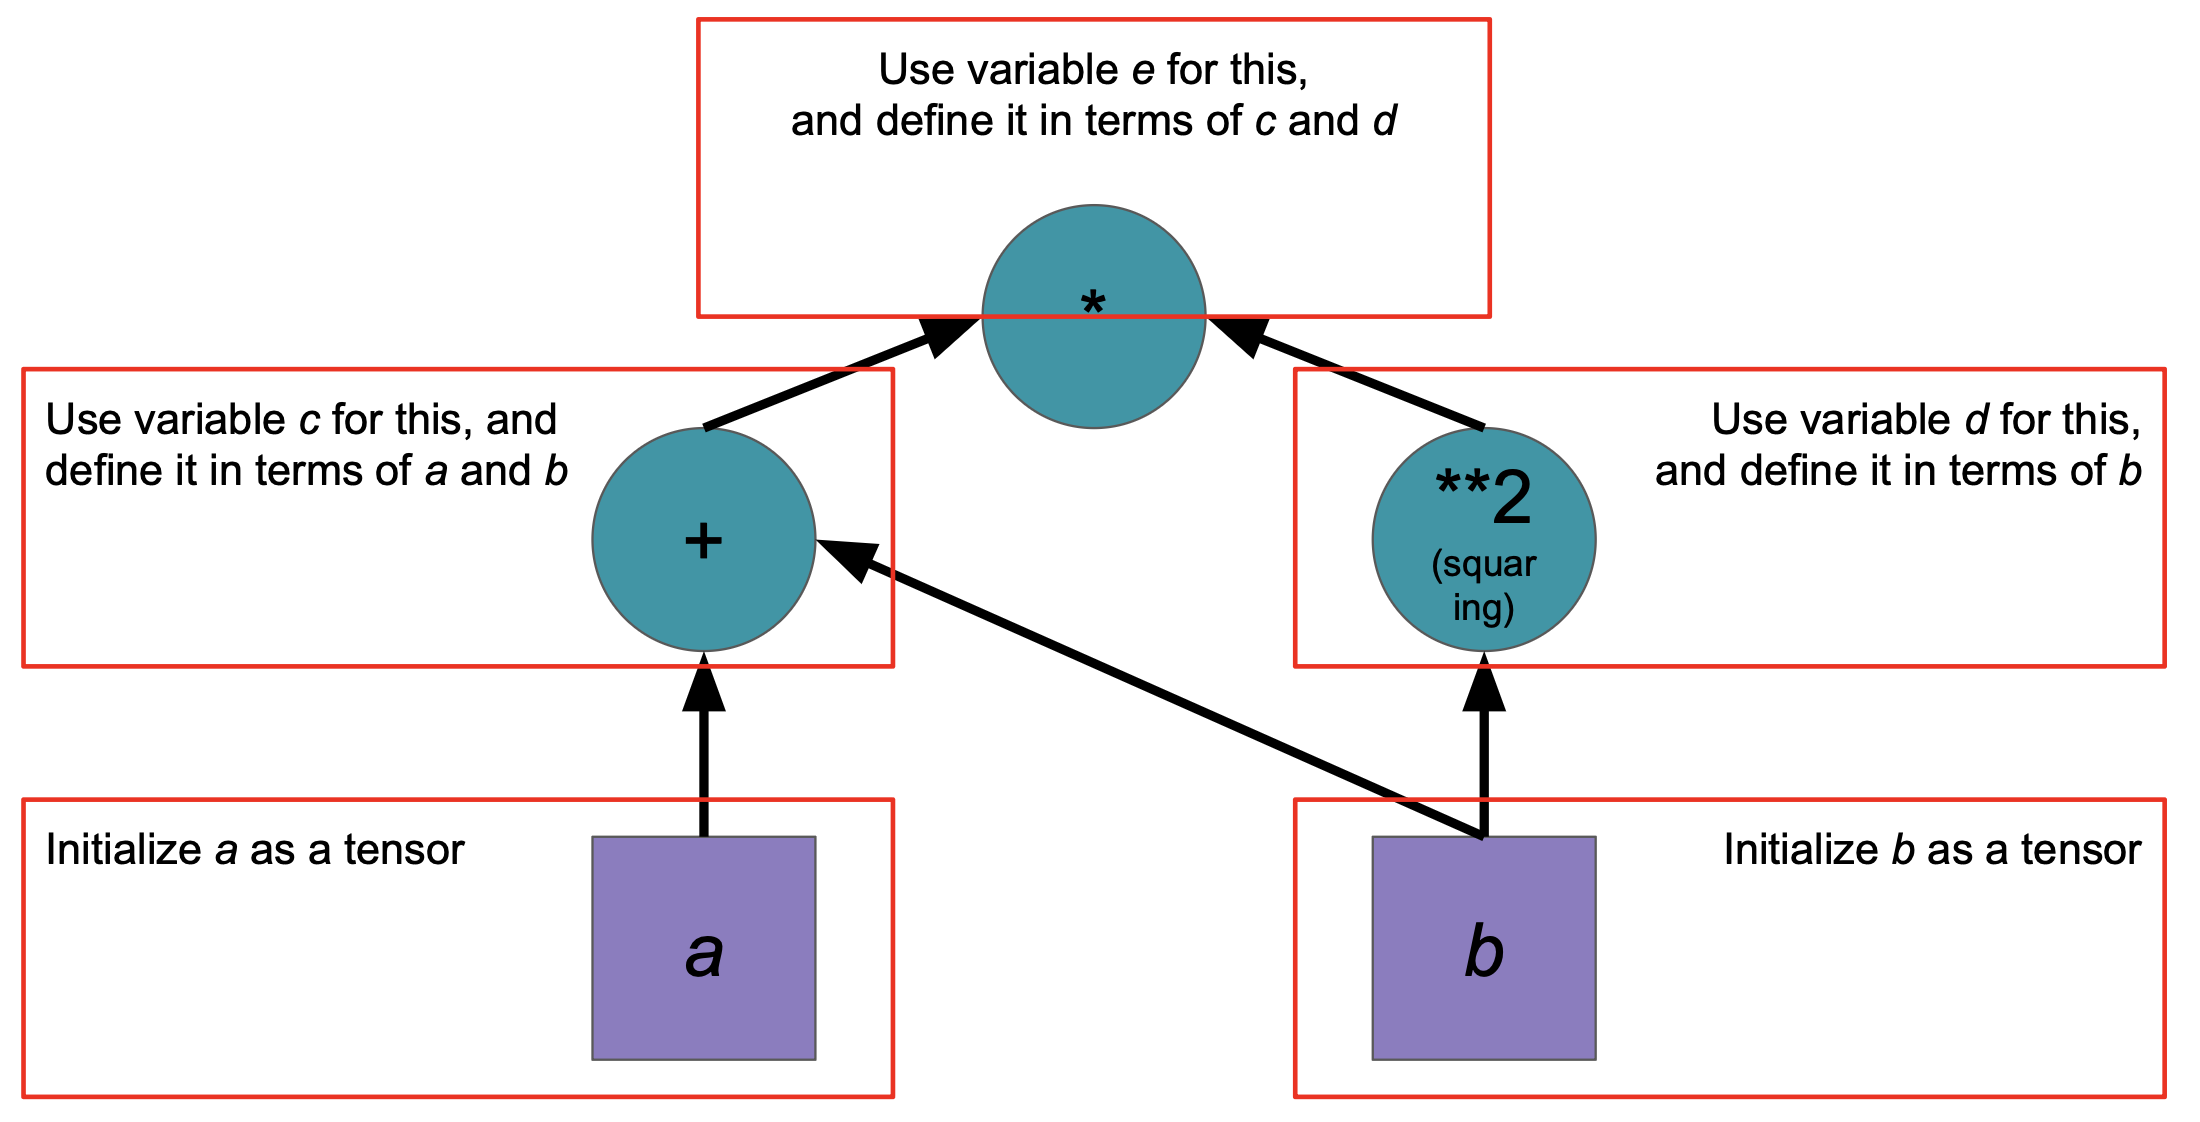 Use variable e for this,
and define it in terms of c and d
*
Use variable c for this, and
define it in terms of a and b
+
**2
(squar
ing)
Use variable d for this,
and define it in terms of b
Initialize a as a tensor
a
b
Initialize b as a tensor